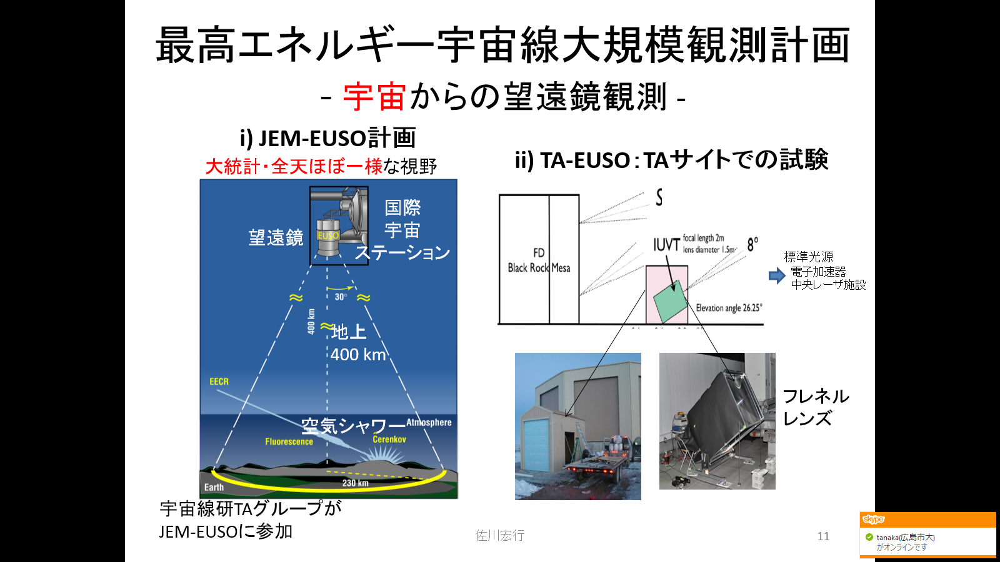 最高エネルギー宇宙線大規模観測計画
- 宇宙からの望遠鏡観測 -
i) JEM-EUSO計画
大統計・全天ほぼ一様な視野
国際
宇宙
ステーション
望遠鏡
EUSO
30°
400 km
地上
400 km
EECR
空気シャワー
Atmosphere
Fluorescence
Čerenkov
230 km
Earth
宇宙線研TAグループが
JEM-EUSOに参加
ii) TA-EUSO：TAサイトでの試験
FD
Black Rock Mesa
IUVT
focal length 2m
lens diameter 1.5m
8°
Elevation angle 26.25°
標準光源
電子加速器
中央レーザ施設
フレネル
レンズ
佐川宏行
11
skype
tanaka(広島市大)
がオンラインです